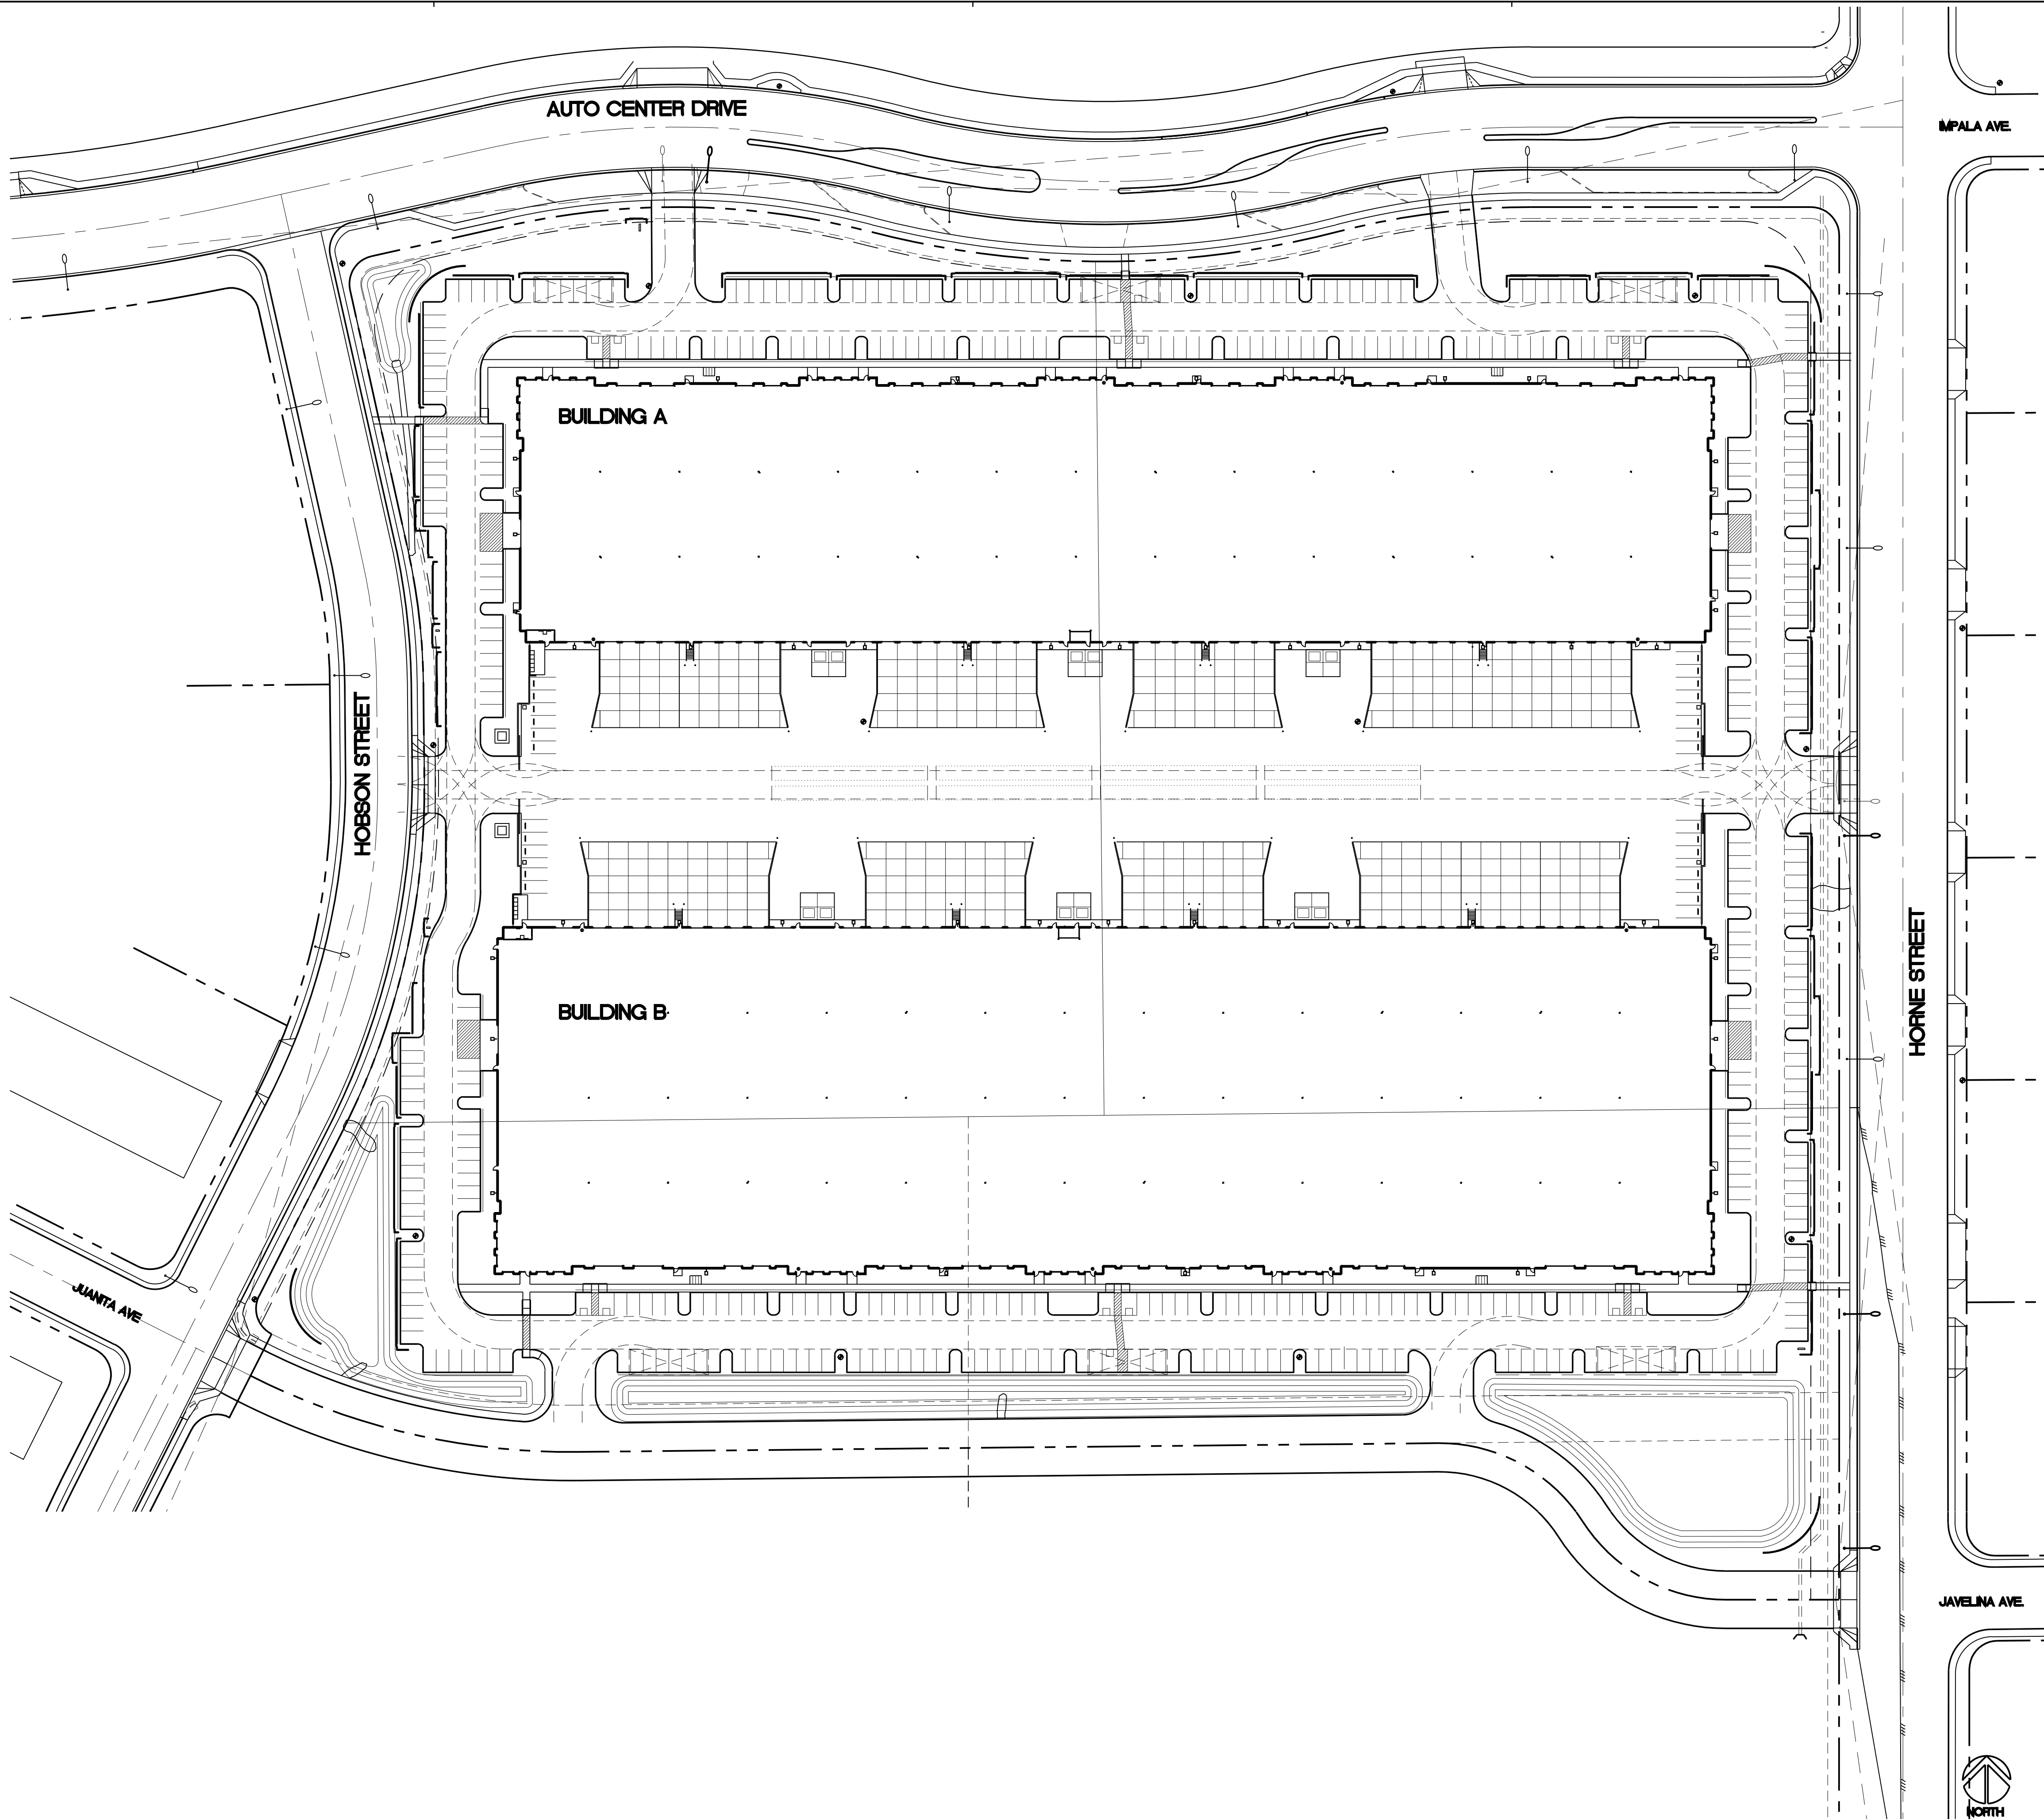 AUTO CENTER DRIVE
IMPALA AVE.
BUILDING A
HOBSON STREET
HORNE STREET
BUILDING B
JUANITA AVE
JAVELINA AVE.
NORTH